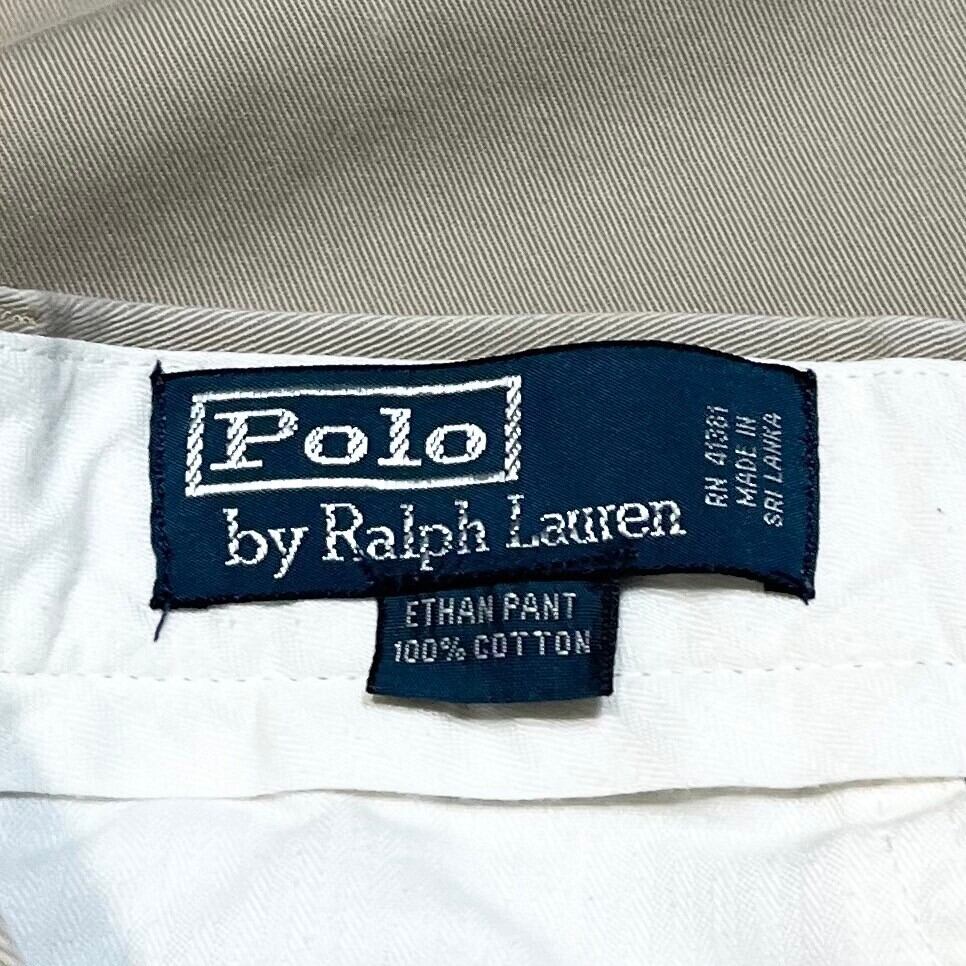 Polo
by Ralph Lauren
RN 41381
MADE IN
SRI LANKA
ETHAN PANT
100% COTTON